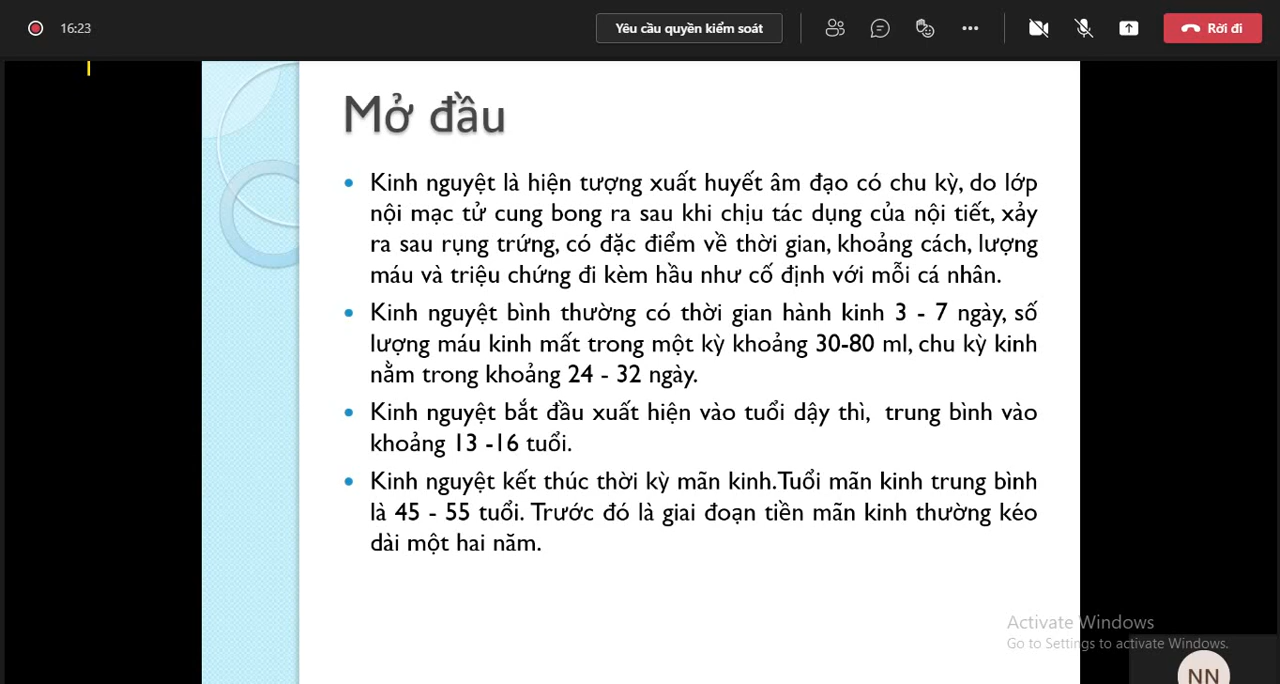 16:23
Yêu cầu quyền kiểm soát
Rời đi
Mở đầu
Kinh nguyệt là hiện tượng xuất huyết âm đạo có chu kỳ, do lớp
nội mạc tử cung bong ra sau khi chịu tác dụng của nội tiết, xảy
ra sau rụng trứng, có đặc điểm về thời gian, khoảng cách, lượng
máu và triệu chứng đi kèm hầu như cố định với mỗi cá nhân.
Kinh nguyệt bình thường có thời gian hành kinh 3 - 7 ngày, số
lượng máu kinh mất trong một kỳ khoảng 30-80 ml, chu kỳ kinh
nằm trong khoảng 24 - 32 ngày.
Kinh nguyệt bắt đầu xuất hiện vào tuổi dậy thì, trung bình vào
khoảng 13 -16 tuổi.
Kinh nguyệt kết thúc thời kỳ mãn kinh. Tuổi mãn kinh trung bình
là 45 - 55 tuổi. Trước đó là giai đoạn tiền mãn kinh thường kéo
dài một hai năm.
Activate Windows
Go to Settings to activate Windows.
NN